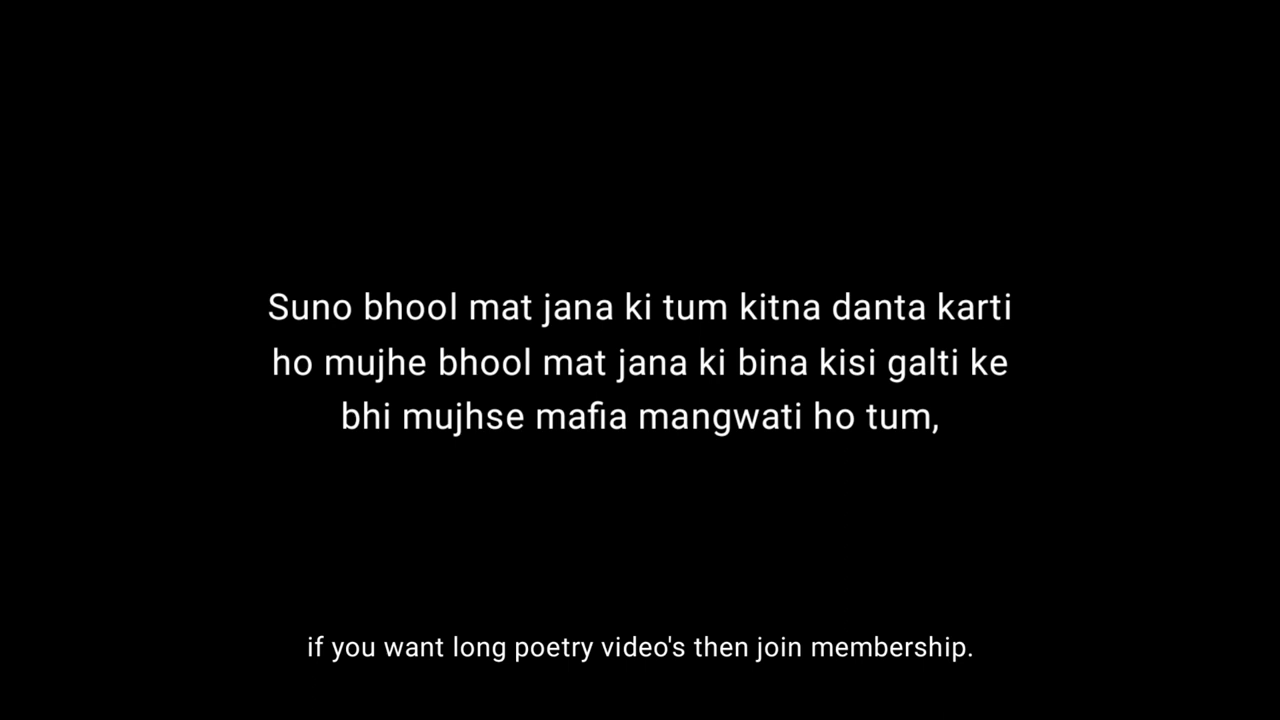 Suno bhool mat jana ki tum kitna danta karti
ho mujhe bhool mat jana ki bina kisi galti ke
bhi mujhse mafia mangwati ho tum,
if you want long poetry video's then join membership.